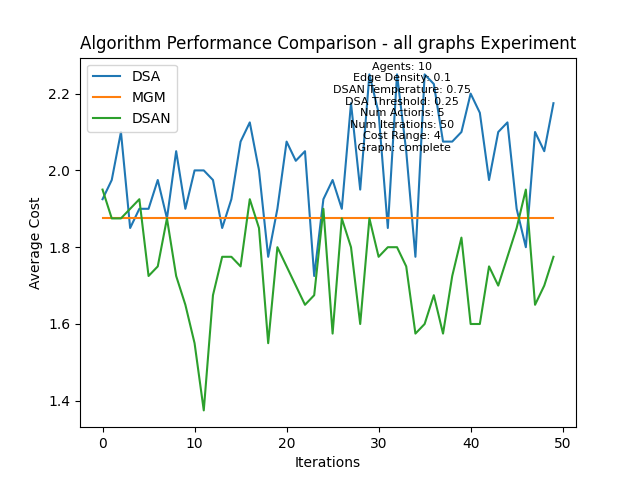 Algorithm Performance Comparison - all graphs Experiment
DSA
MGM
DSAN
Agents: 10
Edge Density: 0.1
DSAN Temperature: 0.75
DSA Threshold: 0.25
Num Actions: 5
Num Iterations: 50
Cost Range: 4
Graph: complete
Average Cost
2.2
2.0
1.8
1.6
1.4
0 10 20 30 40 50
Iterations